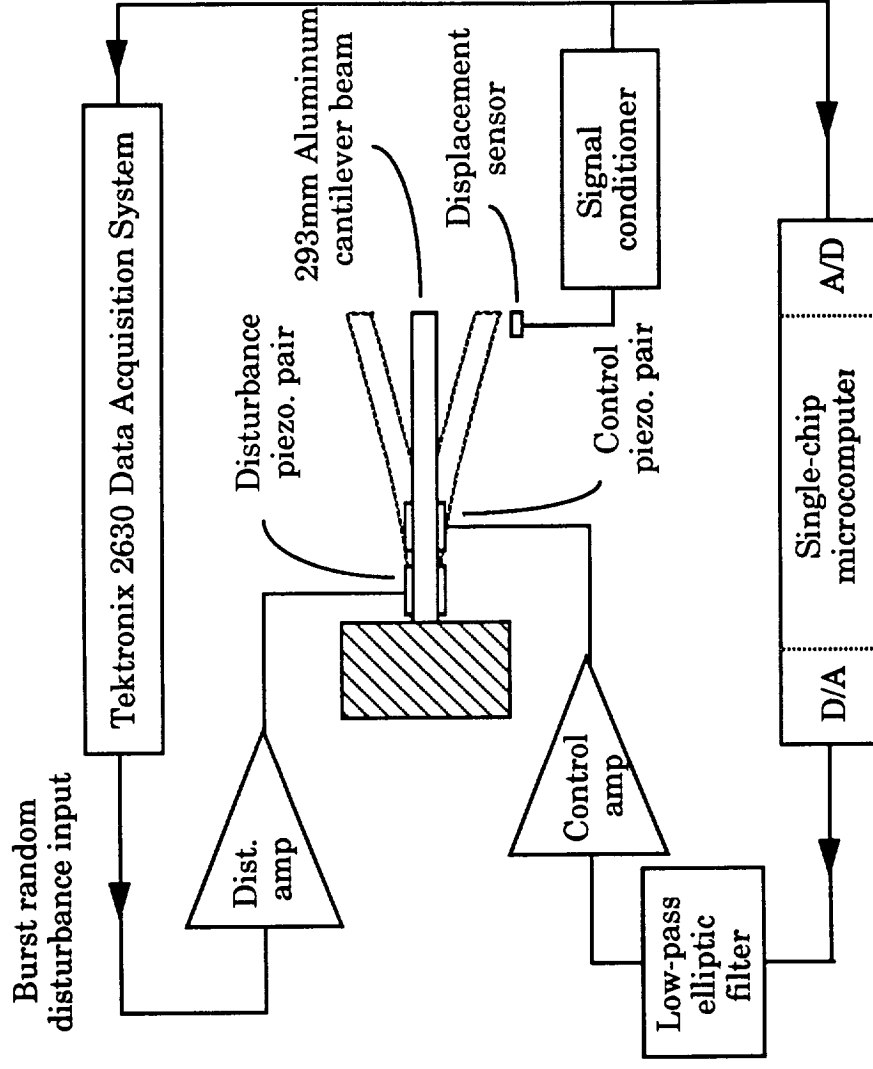 Burst random
disturbance input
Tektronix 2630 Data Acquisition System
Dist.
amp
Disturbance
piezo. pair
293mm Aluminum
cantilever beam
Displacement
sensor
Control
piezo. pair
Signal
conditioner
Control
amp
Low-pass
elliptic
filter
D/A
Single-chip
microcomputer
A/D